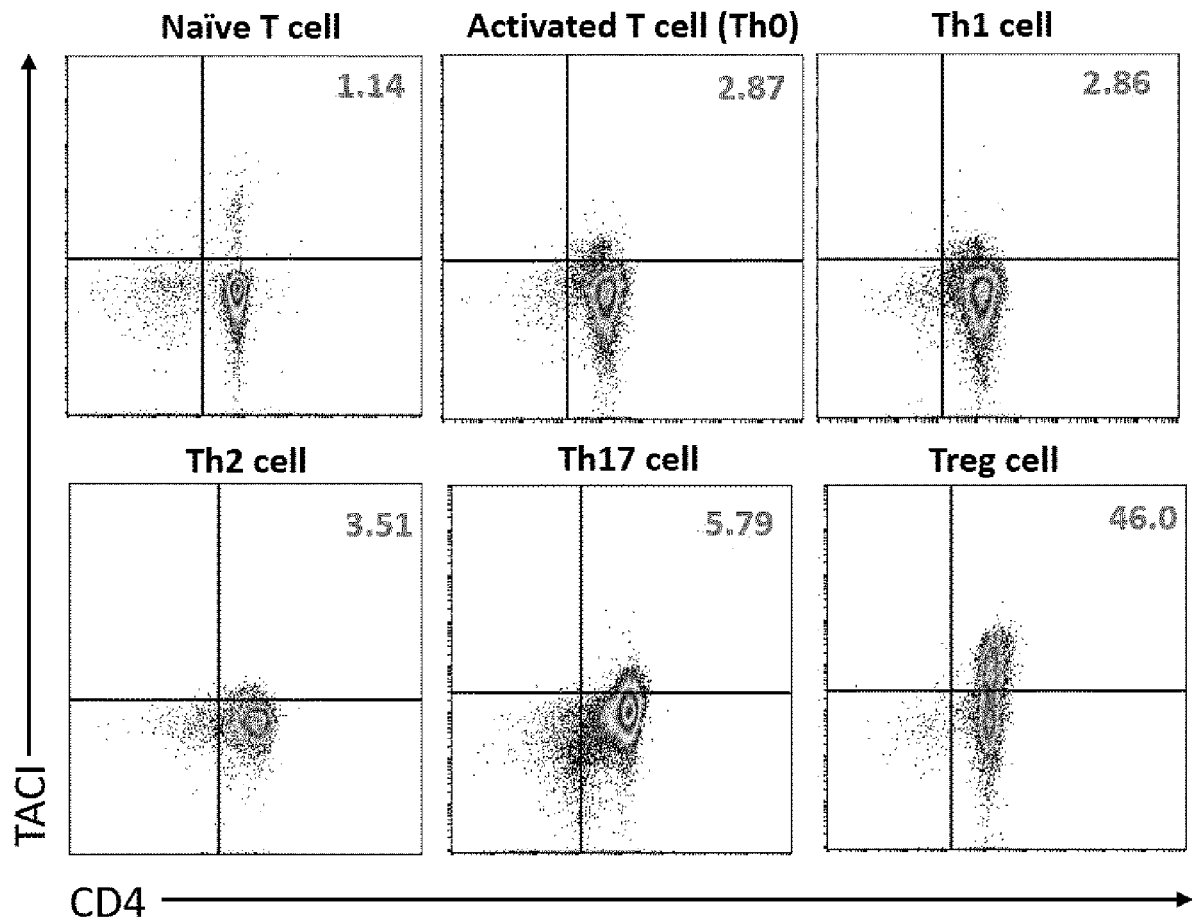 Naïve T cell
Activated T cell (Th0)
Th1 cell
1.14
2.87
2.86
Th2 cell
Th17 cell
Treg cell
3.51
5.79
46.0
TACI
CD4